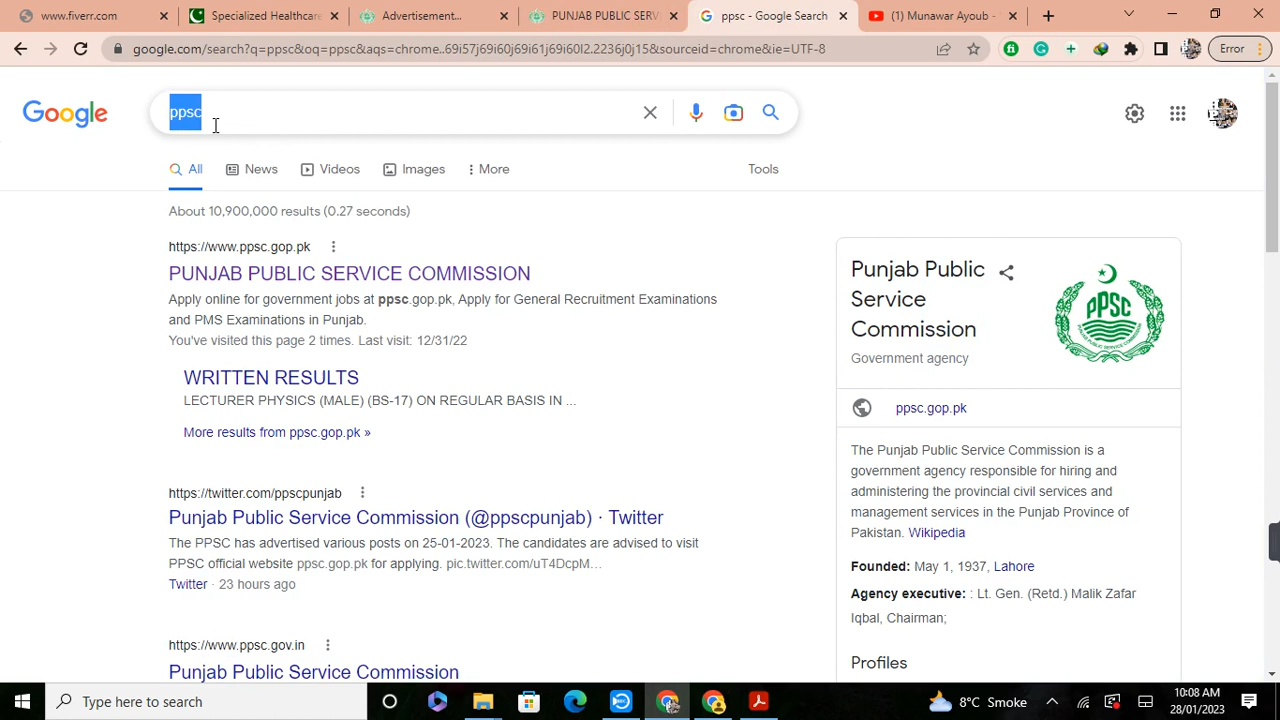 www.fiverr.com
Specialized Healthcare
Advertisement...
PUNJAB PUBLIC SERV
ppsc - Google Search
(1) Munawar Ayoub -
google.com/search?q=ppsc&oq=ppsc&aqs=chrome..69i57j69i60j69i61j69i60l2.2236j0j15&sourceid=chrome&ie=UTF-8
Error
Google
ppsc
All
News
Videos
Images
More
Tools
About 10,900,000 results (0.27 seconds)
https://www.ppsc.gop.pk
PUNJAB PUBLIC SERVICE COMMISSION
Apply online for government jobs at ppsc.gop.pk, Apply for General Recruitment Examinations
and PMS Examinations in Punjab.
You've visited this page 2 times. Last visit: 12/31/22
WRITTEN RESULTS
LECTURER PHYSICS (MALE) (BS-17) ON REGULAR BASIS IN ...
More results from ppsc.gop.pk »
https://twitter.com/ppscpunjab
Punjab Public Service Commission (@ppscpunjab) · Twitter
The PPSC has advertised various posts on 25-01-2023. The candidates are advised to visit
PPSC official website ppsc.gop.pk for applying. pic.twitter.com/uT4DcpM...
Twitter · 23 hours ago
https://www.ppsc.gov.in
Punjab Public Service Commission
Punjab Public
Service
Commission
Government agency
PPSC
ppsc.gop.pk
The Punjab Public Service Commission is a
government agency responsible for hiring and
administering the provincial civil services and
management services in the Punjab Province of
Pakistan. Wikipedia
Founded: May 1, 1937, Lahore
Agency executive: : Lt. Gen. (Retd.) Malik Zafar
Iqbal, Chairman;
Profiles
Type here to search
8°C Smoke
10:08 AM
28/01/2023